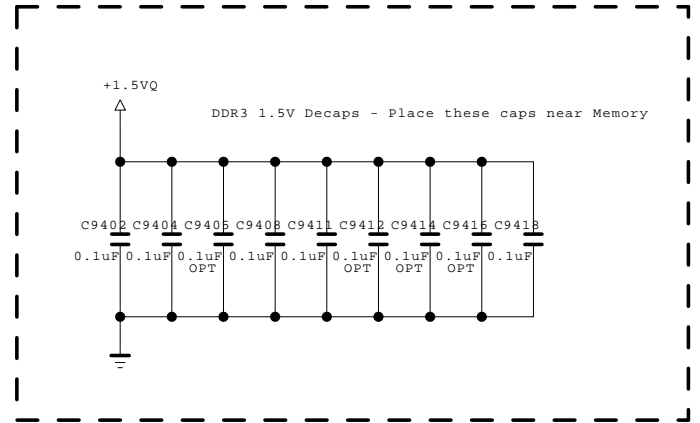 +1.5VQ
DDR3 1.5V Decaps - Place these caps near Memory
C9402 C9404 C9405 C9408 C9411 C9412 C9414 C9416 C9418
0.1uF 0.1uF 0.1uF 0.1uF 0.1uF 0.1uF 0.1uF 0.1uF 0.1uF
OPT OPT OPT OPT